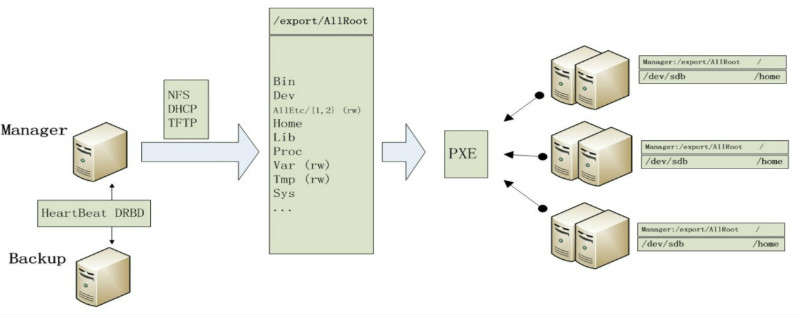 /export/AllRoot
NFS
DHCP
TFTP
Manager
HeartBeat DRBD
Backup
Bin
Dev
AllEtc/{1,2} (rw)
Home
Lib
Proc
Var (rw)
Tmp (rw)
Sys
...
PXE
Manager:/export/AllRoot /
/dev/sdb /home
Manager:/export/AllRoot /
/dev/sdb /home
Manager:/export/AllRoot /
/dev/sdb /home